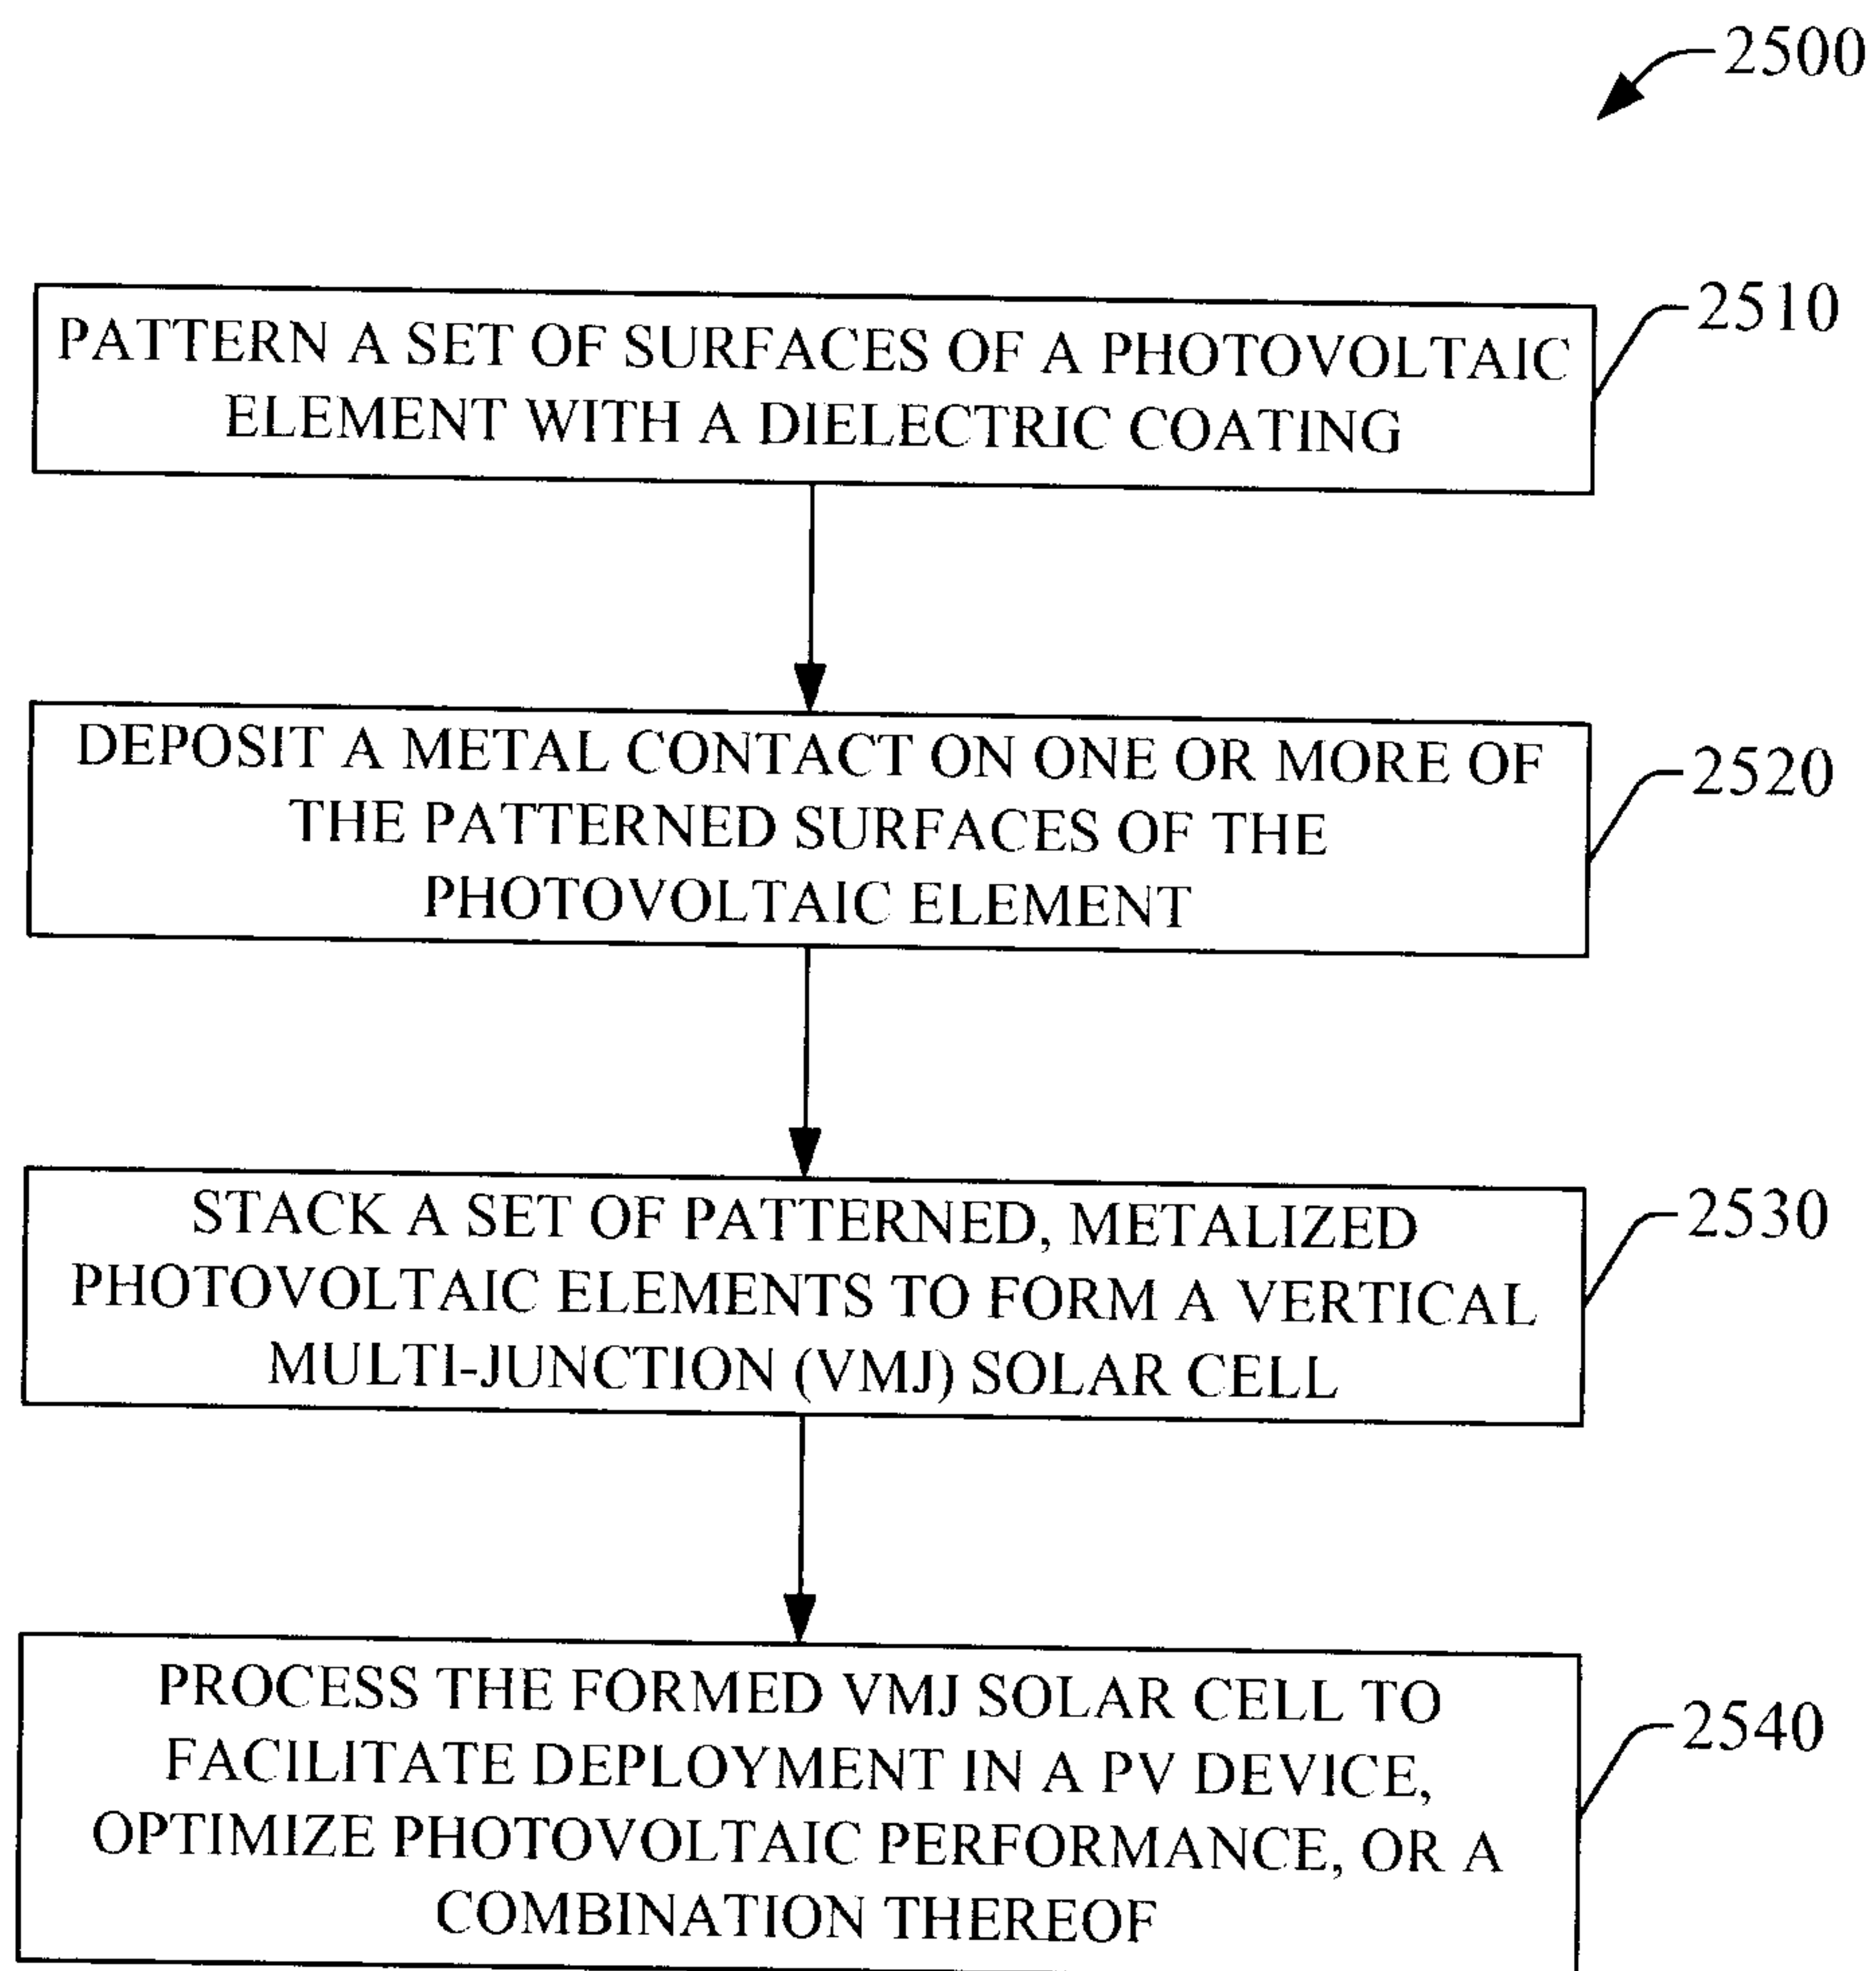 2500
2510
PATTERN A SET OF SURFACES OF A PHOTOVOLTAIC
ELEMENT WITH A DIELECTRIC COATING
2520
DEPOSIT A METAL CONTACT ON ONE OR MORE OF
THE PATTERNED SURFACES OF THE
PHOTOVOLTAIC ELEMENT
2530
STACK A SET OF PATTERNED, METALIZED
PHOTOVOLTAIC ELEMENTS TO FORM A VERTICAL
MULTI-JUNCTION (VMJ) SOLAR CELL
2540
PROCESS THE FORMED VMJ SOLAR CELL TO
FACILITATE DEPLOYMENT IN A PV DEVICE,
OPTIMIZE PHOTOVOLTAIC PERFORMANCE, OR A
COMBINATION THEREOF